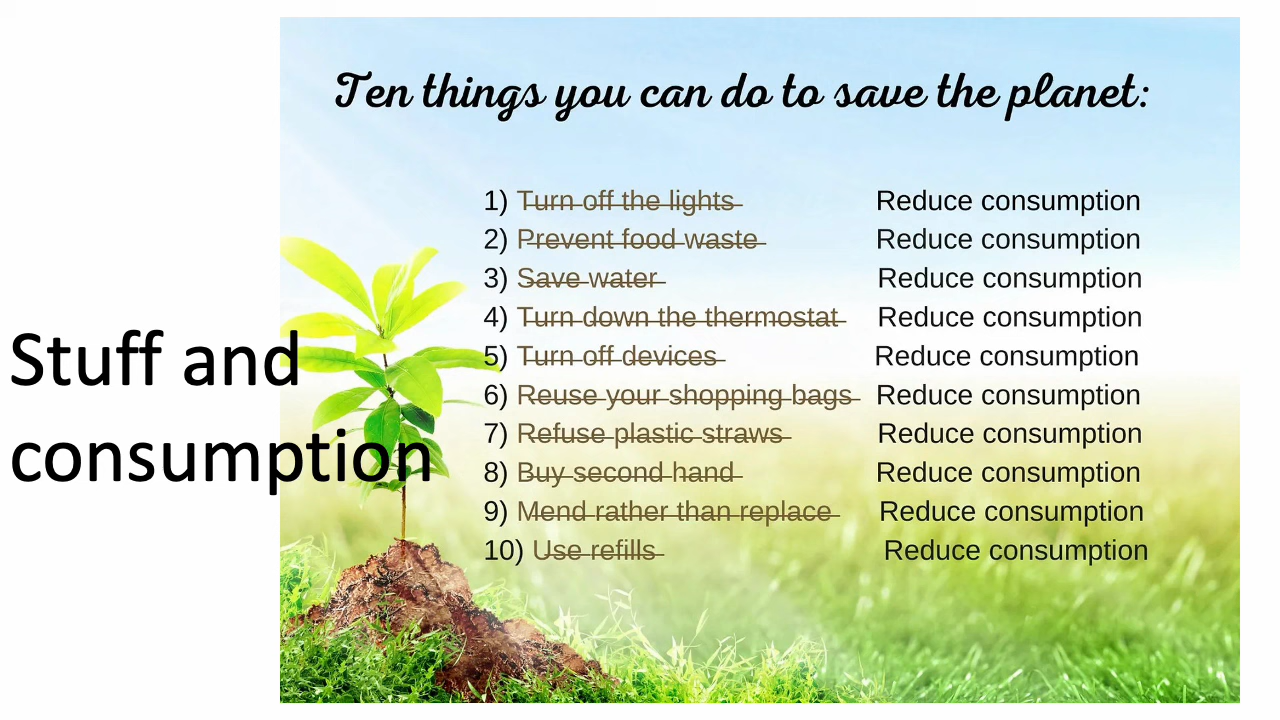 Ten things you can do to save the planet:
1) Turn off the lights Reduce consumption
2) Prevent food waste Reduce consumption
3) Save water Reduce consumption
4) Turn down the thermostat Reduce consumption
5) Turn off devices Reduce consumption
6) Reuse your shopping bags Reduce consumption
7) Refuse plastic straws Reduce consumption
8) Buy second hand Reduce consumption
9) Mend rather than replace Reduce consumption
10) Use refills Reduce consumption
Stuff and
consumption